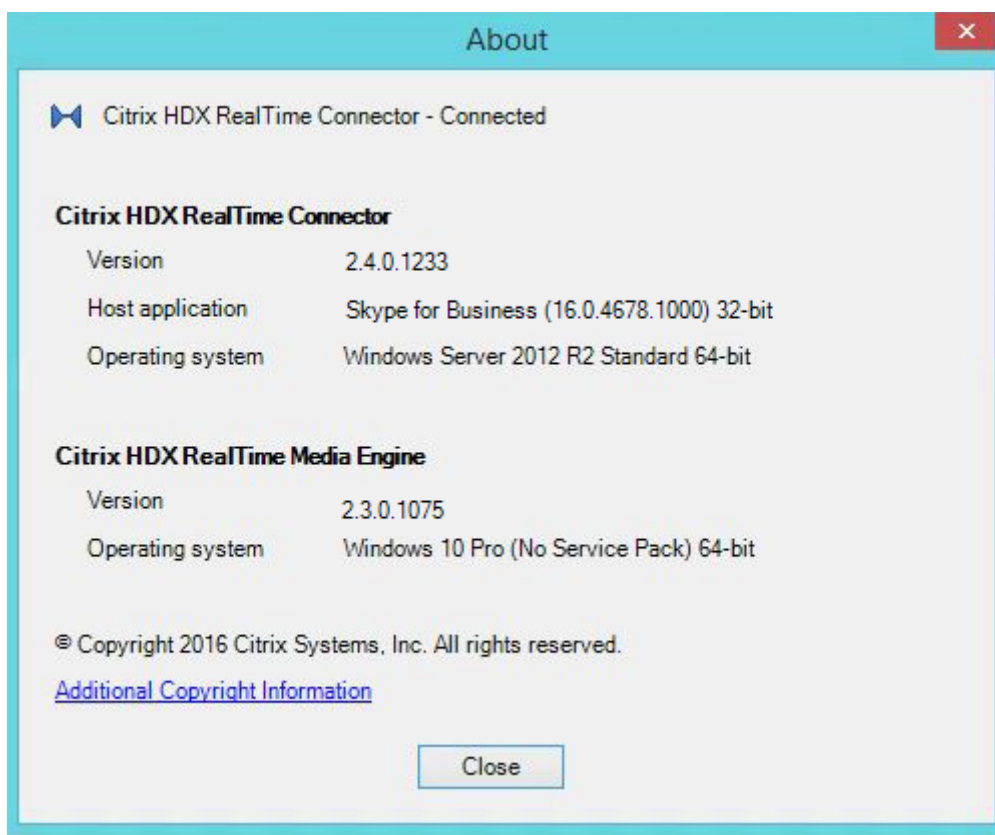 About
Citrix HDX RealTime Connector - Connected
Citrix HDX RealTime Connector
Version 2.4.0.1233
Host application Skype for Business (16.0.4678.1000) 32-bit
Operating system Windows Server 2012 R2 Standard 64-bit
Citrix HDX RealTime Media Engine
Version 2.3.0.1075
Operating system Windows 10 Pro (No Service Pack) 64-bit
© Copyright 2016 Citrix Systems, Inc. All rights reserved.
Additional Copyright Information
Close